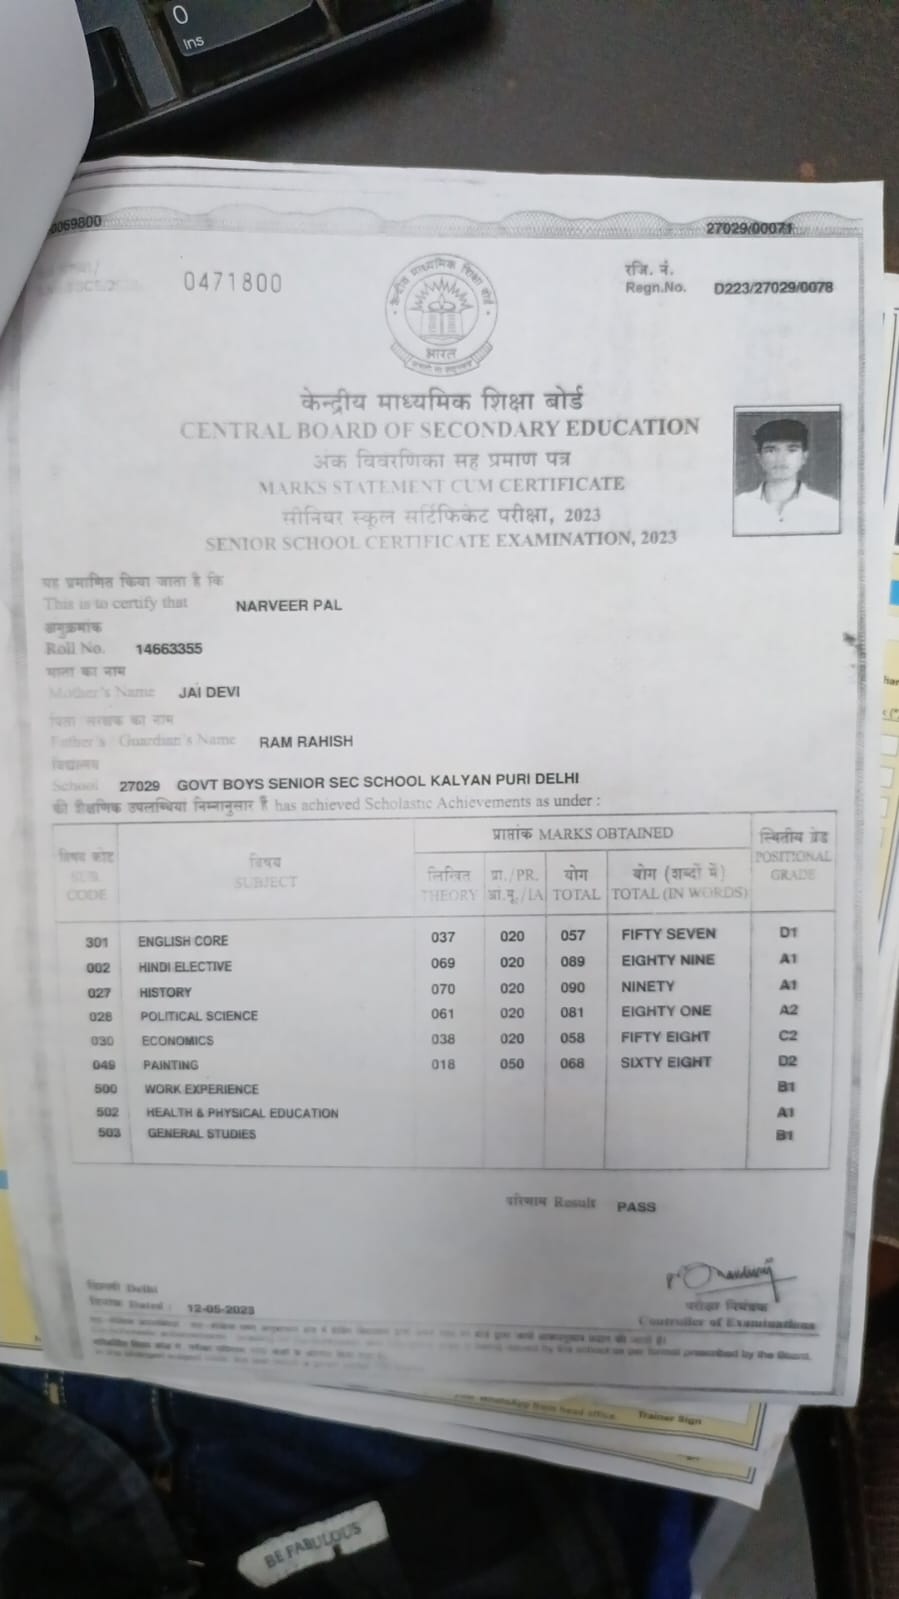 0
Ins
0069800
27029/00071
0471800
रजि. नं.
Regn.No. D223/27029/0078
केन्द्रीय माध्यमिक शिक्षा बोर्ड
भारत
केन्द्रीय माध्यमिक शिक्षा बोर्ड
CENTRAL BOARD OF SECONDARY EDUCATION
अंक विवरणिका सह प्रमाण पत्र
MARKS STATEMENT CUM CERTIFICATE
सीनियर स्कूल सर्टिफिकेट परीक्षा, 2023
SENIOR SCHOOL CERTIFICATE EXAMINATION, 2023
यह प्रमाणित किया जाता है कि
This is to certify that NARVEER PAL
अनुक्रमांक
Roll No. 14663355
माता का नाम
Mother's Name JAI DEVI
पिता संरक्षक का नाम
Father's / Guardian's Name RAM RAHISH
विद्यालय
School 27029 GOVT BOYS SENIOR SEC SCHOOL KALYAN PURI DELHI
की शैक्षणिक उपलब्धियां निम्नानुसार हैं has achieved Scholastic Achievements as under :
प्राप्तांक MARKS OBTAINED
विषय कोड विषय लिखित प्रा./PR. योग योग (शब्दों में) स्थितीय ग्रेड
SUB. CODE SUBJECT THEORY आं.मू./IA TOTAL TOTAL (IN WORDS) POSITIONAL GRADE
301 ENGLISH CORE 037 020 057 FIFTY SEVEN D1
002 HINDI ELECTIVE 069 020 089 EIGHTY NINE A1
027 HISTORY 070 020 090 NINETY A1
028 POLITICAL SCIENCE 061 020 081 EIGHTY ONE A2
030 ECONOMICS 038 020 058 FIFTY EIGHT C2
049 PAINTING 018 050 068 SIXTY EIGHT D2
500 WORK EXPERIENCE B1
502 HEALTH & PHYSICAL EDUCATION A1
503 GENERAL STUDIES B1
परिणाम Result PASS
दिल्ली Delhi
दिनांक Dated : 12-05-2023
परीक्षा नियंत्रक
Controller of Examinations
WhatsApp from head office. Trainer Sign
BE FABULOUS